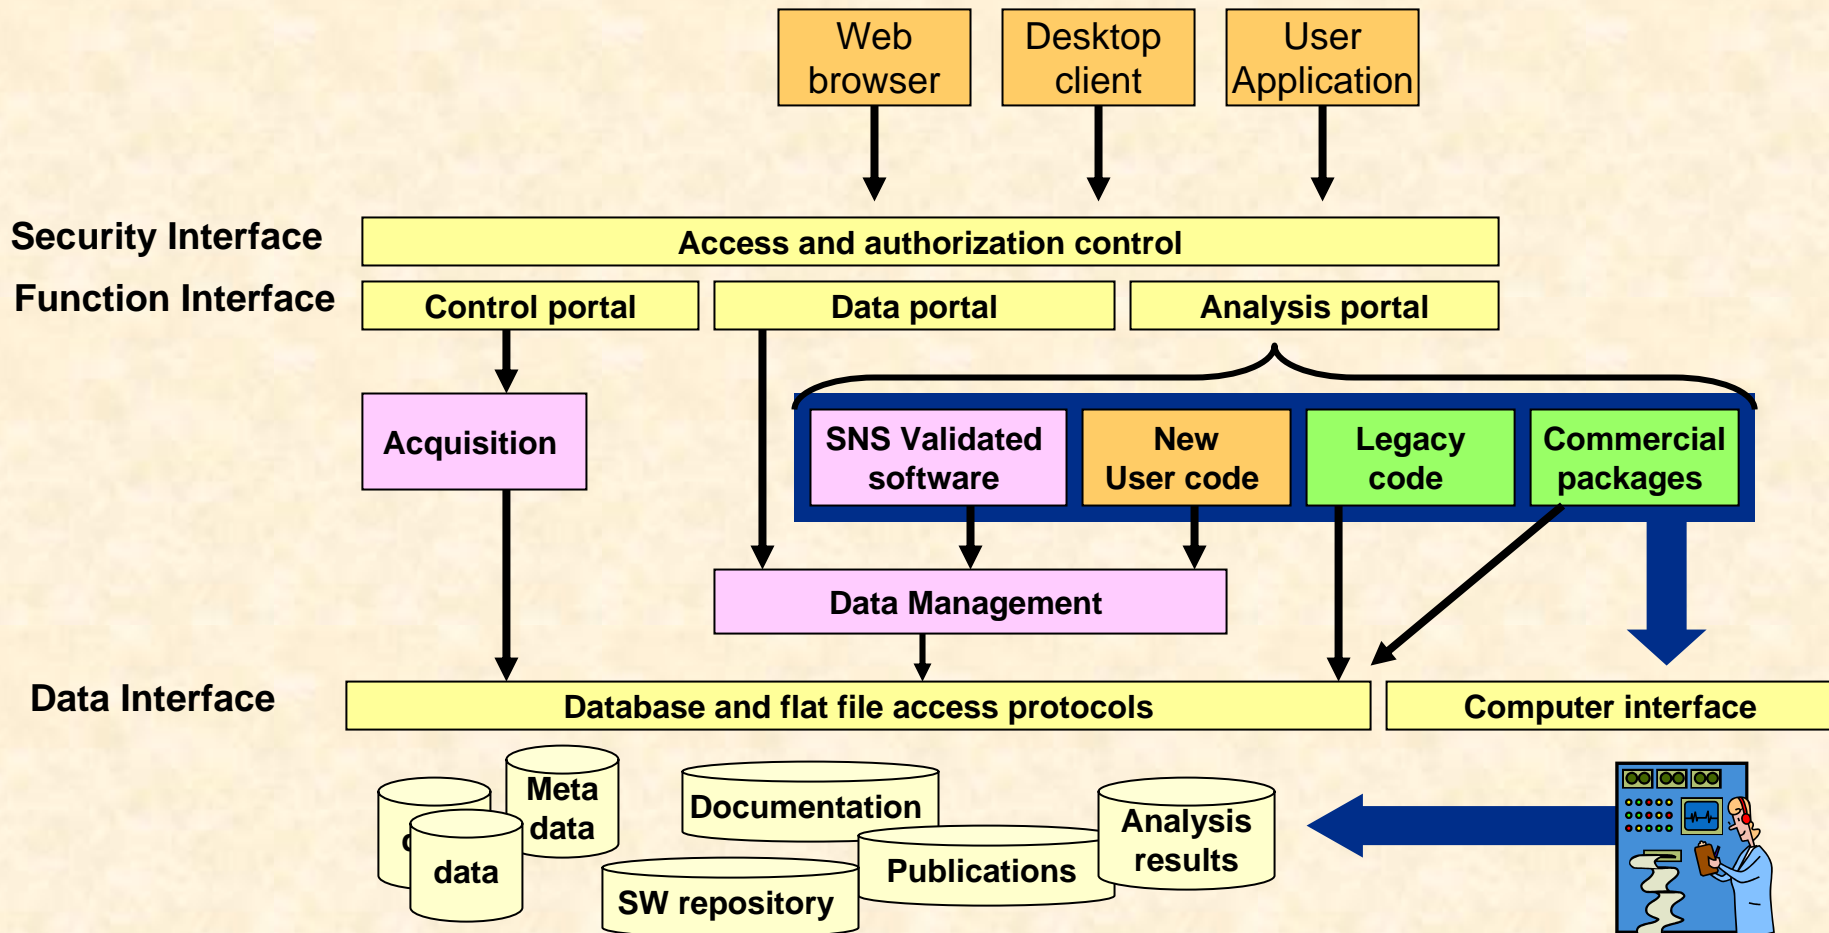 Web
browser
Desktop
client
User
Application
Security Interface
Access and authorization control
Function Interface
Control portal
Data portal
Analysis portal
Acquisition
SNS Validated
software
New
User code
Legacy
code
Commercial
packages
Data Management
Data Interface
Database and flat file access protocols
Computer interface
Meta
data
data
Documentation
SW repository
Publications
Analysis
results